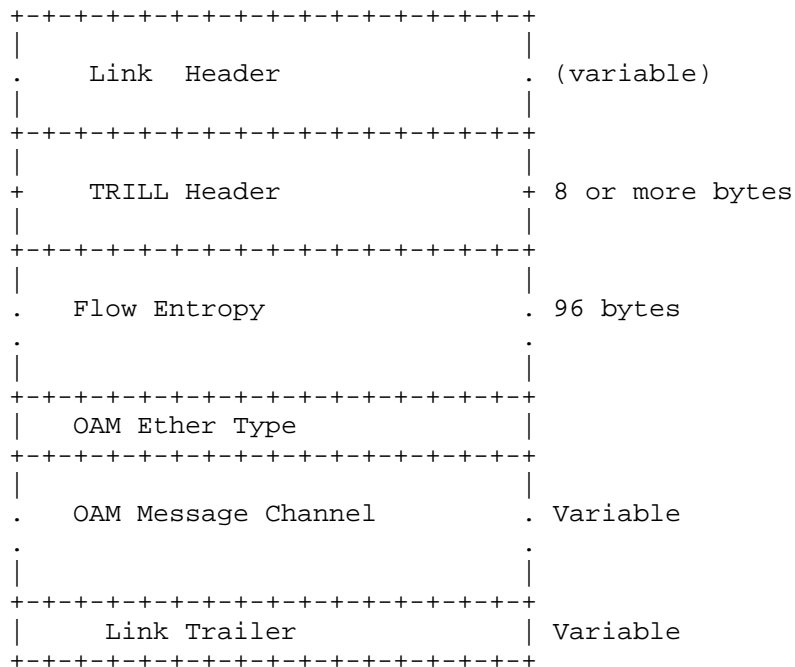 +-+-+-+-+-+-+-+-+-+-+-+-+-+-+-+-+
|                               |
.    Link  Header               . (variable)
|                               |
+-+-+-+-+-+-+-+-+-+-+-+-+-+-+-+-+
|                               |
+    TRILL Header               + 8 or more bytes
|                               |
+-+-+-+-+-+-+-+-+-+-+-+-+-+-+-+-+
|                               |
.   Flow Entropy                . 96 bytes
.                               .
|                               |
+-+-+-+-+-+-+-+-+-+-+-+-+-+-+-+-+
|   OAM Ether Type              |
+-+-+-+-+-+-+-+-+-+-+-+-+-+-+-+-+
|                               |
.   OAM Message Channel         . Variable
.                               .
|                               |
+-+-+-+-+-+-+-+-+-+-+-+-+-+-+-+-+
|     Link Trailer              | Variable
+-+-+-+-+-+-+-+-+-+-+-+-+-+-+-+-+